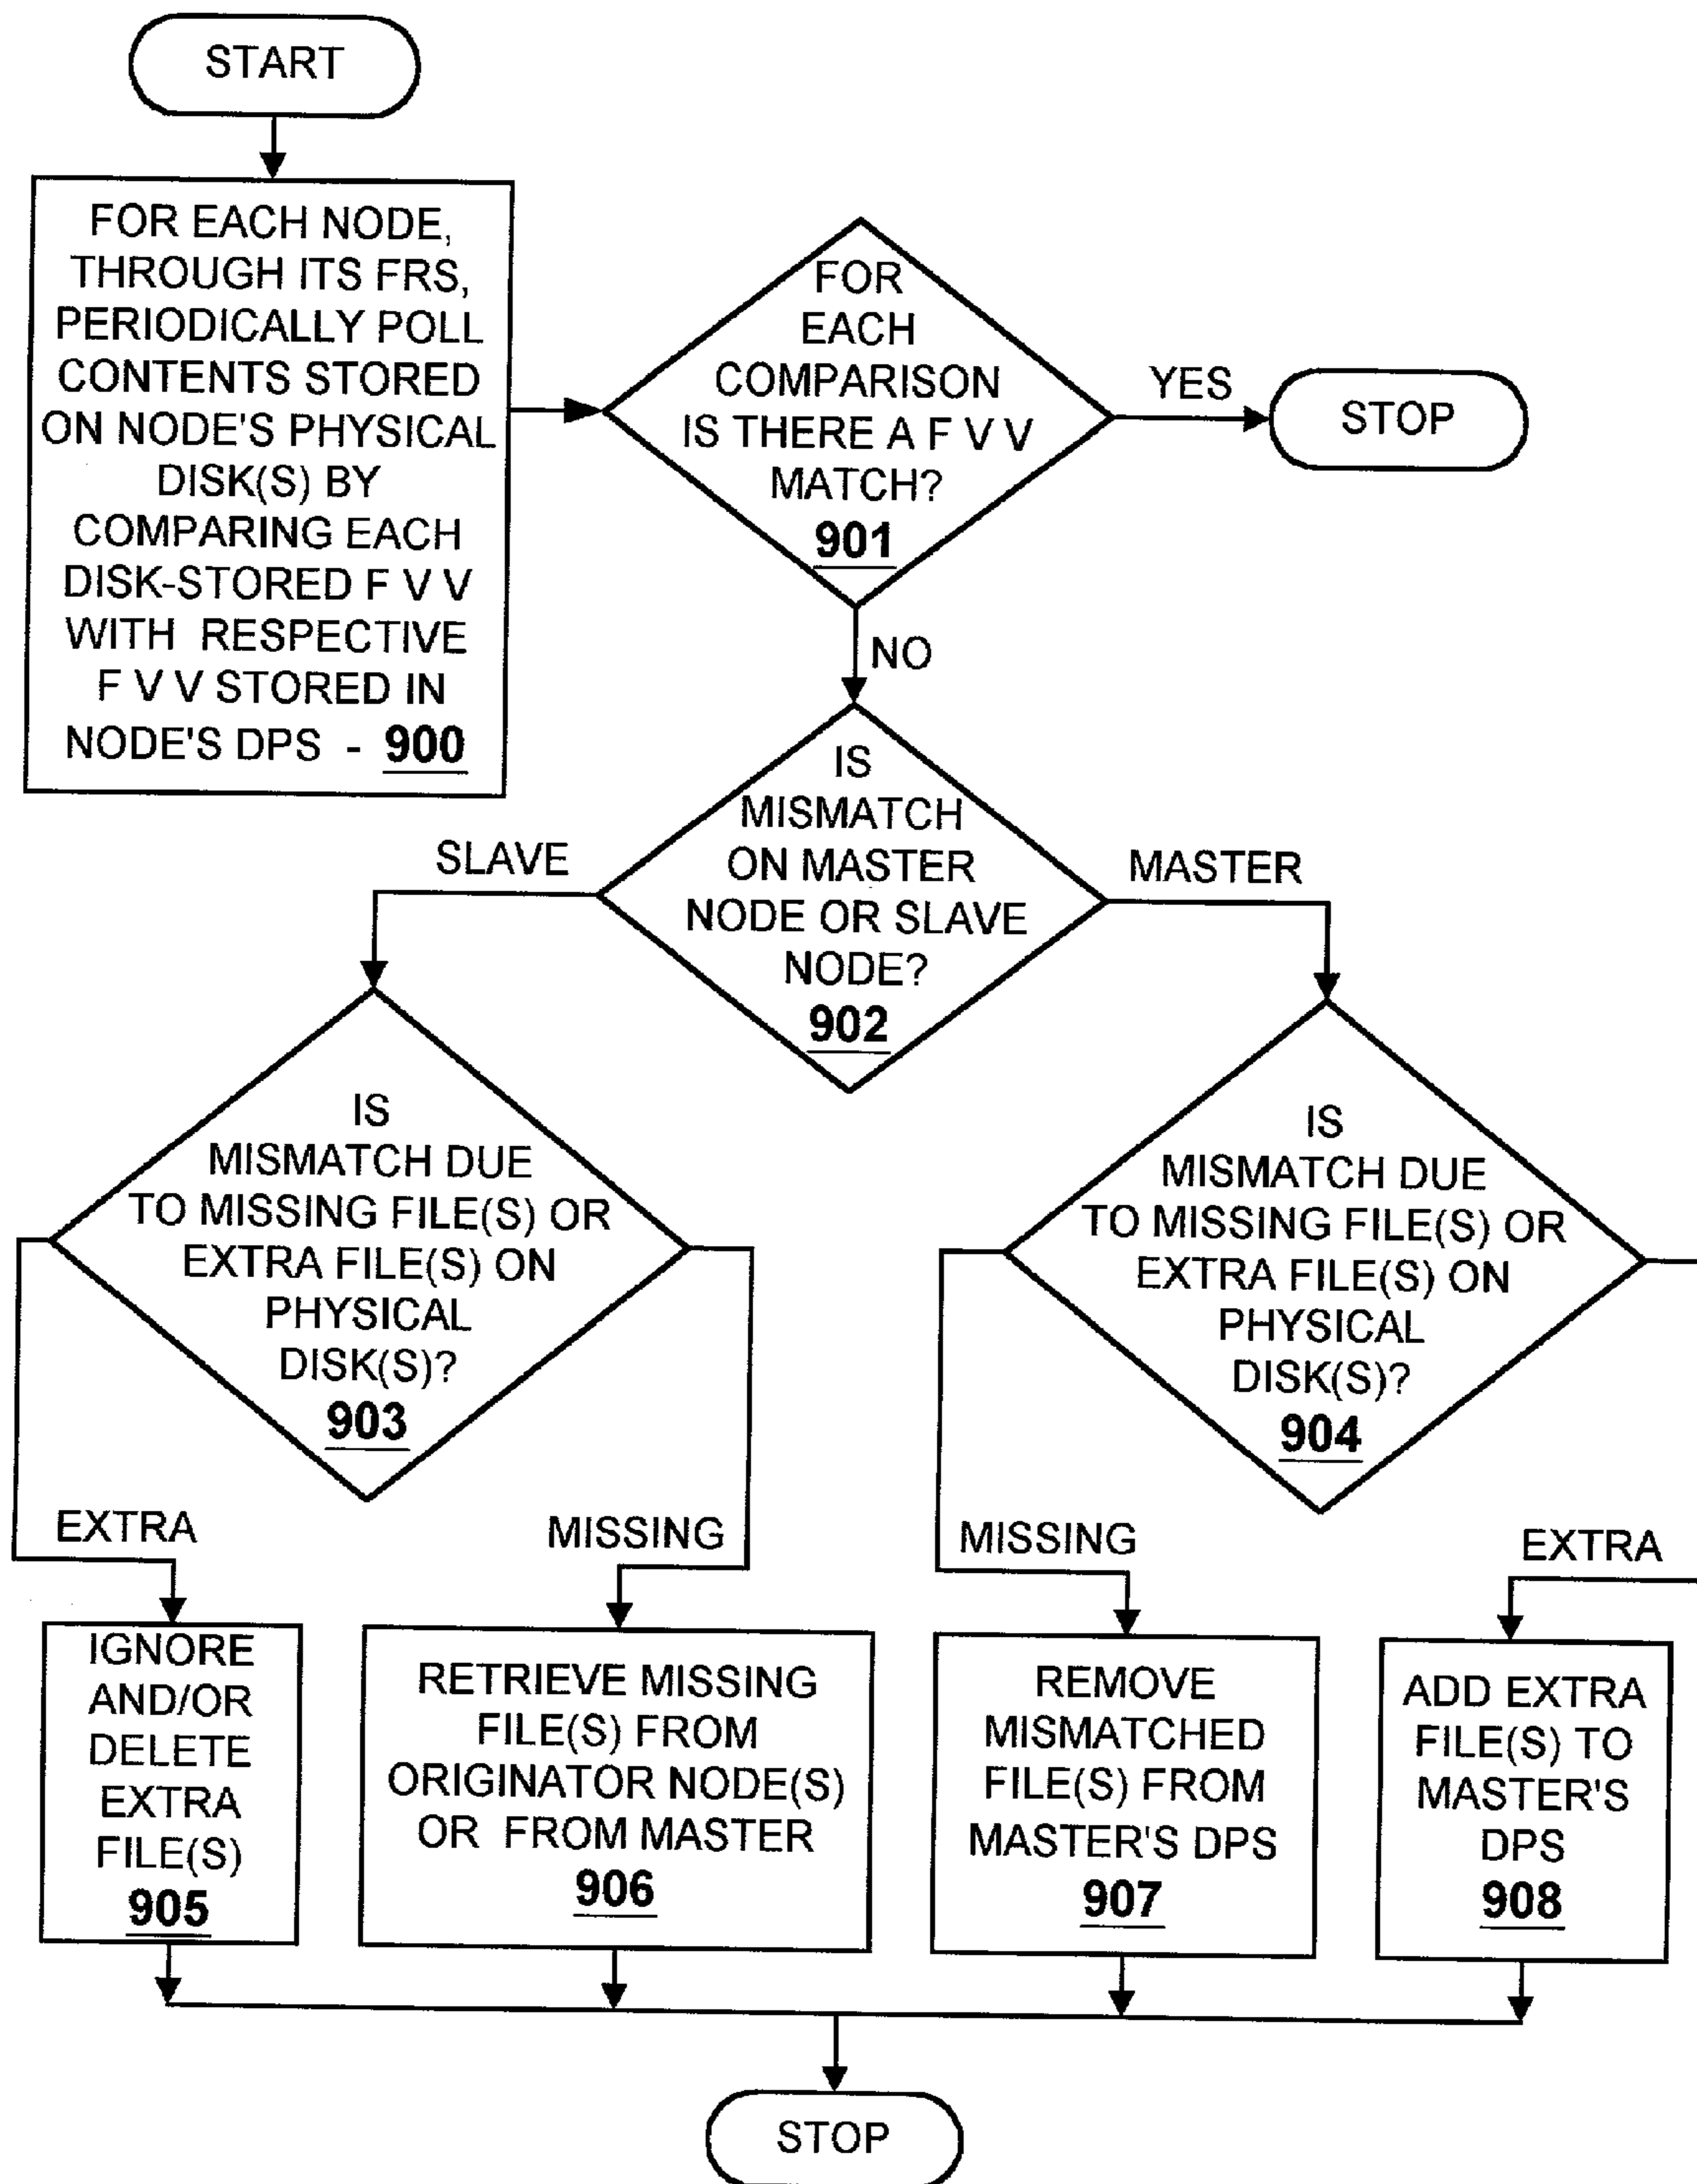 START
FOR EACH NODE,
THROUGH ITS FRS,
PERIODICALLY POLL
CONTENTS STORED
ON NODE'S PHYSICAL
DISK(S) BY
COMPARING EACH
DISK-STORED F V V
WITH RESPECTIVE
F V V STORED IN
NODE'S DPS - 900
FOR
EACH
COMPARISON
IS THERE A F V V
MATCH?
901
YES
STOP
NO
IS
MISMATCH
ON MASTER
NODE OR SLAVE
NODE?
902
SLAVE
MASTER
IS
MISMATCH DUE
TO MISSING FILE(S) OR
EXTRA FILE(S) ON
PHYSICAL
DISK(S)?
903
IS
MISMATCH DUE
TO MISSING FILE(S) OR
EXTRA FILE(S) ON
PHYSICAL
DISK(S)?
904
EXTRA
MISSING
MISSING
EXTRA
IGNORE
AND/OR
DELETE
EXTRA
FILE(S)
905
RETRIEVE MISSING
FILE(S) FROM
ORIGINATOR NODE(S)
OR FROM MASTER
906
REMOVE
MISMATCHED
FILE(S) FROM
MASTER'S DPS
907
ADD EXTRA
FILE(S) TO
MASTER'S
DPS
908
STOP